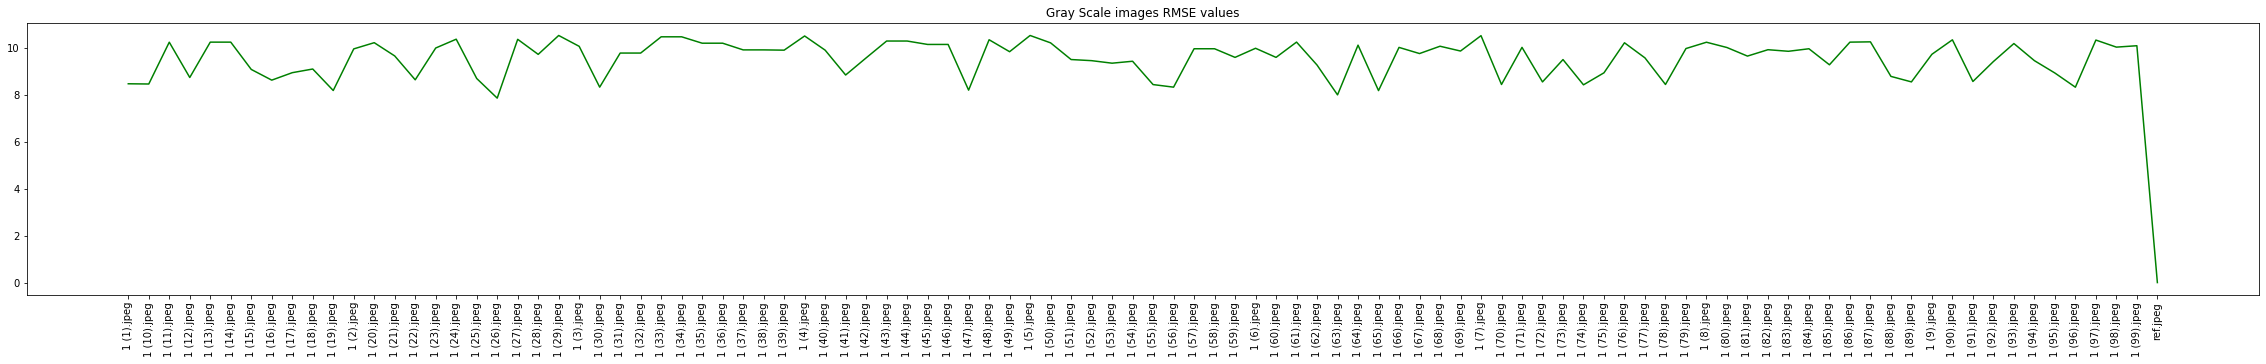 Gray Scale images RMSE values
10
8
6
4
2
0
1 (1).jpeg
1 (10).jpeg
1 (11).jpeg
1 (12).jpeg
1 (13).jpeg
1 (14).jpeg
1 (15).jpeg
1 (16).jpeg
1 (17).jpeg
1 (18).jpeg
1 (19).jpeg
1 (2).jpeg
1 (20).jpeg
1 (21).jpeg
1 (22).jpeg
1 (23).jpeg
1 (24).jpeg
1 (25).jpeg
1 (26).jpeg
1 (27).jpeg
1 (28).jpeg
1 (29).jpeg
1 (3).jpeg
1 (30).jpeg
1 (31).jpeg
1 (32).jpeg
1 (33).jpeg
1 (34).jpeg
1 (35).jpeg
1 (36).jpeg
1 (37).jpeg
1 (38).jpeg
1 (39).jpeg
1 (4).jpeg
1 (40).jpeg
1 (41).jpeg
1 (42).jpeg
1 (43).jpeg
1 (44).jpeg
1 (45).jpeg
1 (46).jpeg
1 (47).jpeg
1 (48).jpeg
1 (49).jpeg
1 (5).jpeg
1 (50).jpeg
1 (51).jpeg
1 (52).jpeg
1 (53).jpeg
1 (54).jpeg
1 (55).jpeg
1 (56).jpeg
1 (57).jpeg
1 (58).jpeg
1 (59).jpeg
1 (6).jpeg
1 (60).jpeg
1 (61).jpeg
1 (62).jpeg
1 (63).jpeg
1 (64).jpeg
1 (65).jpeg
1 (66).jpeg
1 (67).jpeg
1 (68).jpeg
1 (69).jpeg
1 (7).jpeg
1 (70).jpeg
1 (71).jpeg
1 (72).jpeg
1 (73).jpeg
1 (74).jpeg
1 (75).jpeg
1 (76).jpeg
1 (77).jpeg
1 (78).jpeg
1 (79).jpeg
1 (8).jpeg
1 (80).jpeg
1 (81).jpeg
1 (82).jpeg
1 (83).jpeg
1 (84).jpeg
1 (85).jpeg
1 (86).jpeg
1 (87).jpeg
1 (88).jpeg
1 (89).jpeg
1 (9).jpeg
1 (90).jpeg
1 (91).jpeg
1 (92).jpeg
1 (93).jpeg
1 (94).jpeg
1 (95).jpeg
1 (96).jpeg
1 (97).jpeg
1 (98).jpeg
1 (99).jpeg
ref.jpeg